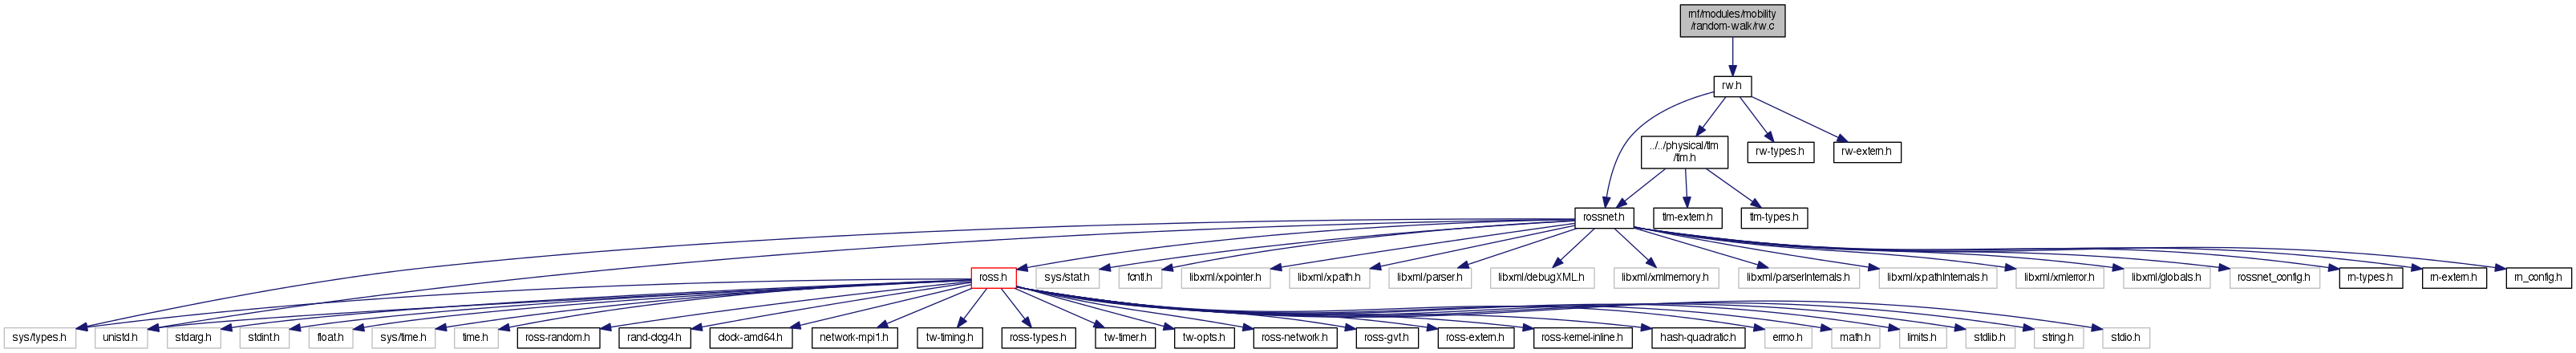 rnf/modules/mobility
/random-walk/rw.c
rw.h
../../physical/tlm
/tlm.h
rw-types.h
rw-extern.h
rossnet.h
tlm-extern.h
tlm-types.h
ross.h
sys/stat.h
fcntl.h
libxml/xpointer.h
libxml/xpath.h
libxml/parser.h
libxml/debugXML.h
libxml/xmlmemory.h
libxml/parserInternals.h
libxml/xpathInternals.h
libxml/xmlerror.h
libxml/globals.h
rossnet_config.h
rn-types.h
rn-extern.h
rn_config.h
sys/types.h
unistd.h
stdarg.h
stdint.h
float.h
sys/time.h
time.h
ross-random.h
rand-clcg4.h
clock-amd64.h
network-mpi1.h
tw-timing.h
ross-types.h
tw-timer.h
tw-opts.h
ross-network.h
ross-gvt.h
ross-extern.h
ross-kernel-inline.h
hash-quadratic.h
errno.h
math.h
limits.h
stdlib.h
string.h
stdio.h